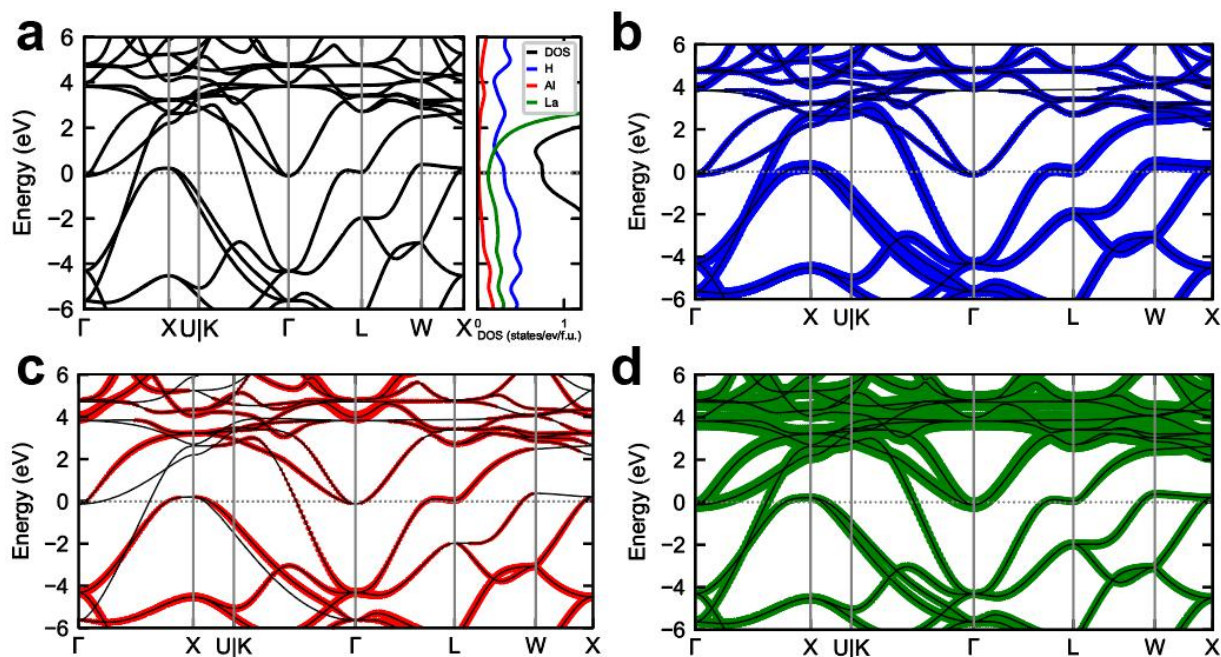 a
6
4
2
0
−2
−4
−6
Energy (eV)
Γ X U|K Γ L W X
DOS
H
Al
La
0 1
DOS (states/ev/f.u.)
b
6
4
2
0
−2
−4
−6
Energy (eV)
Γ X U|K Γ L W X
c
6
4
2
0
−2
−4
−6
Energy (eV)
Γ X U|K Γ L W X
d
6
4
2
0
−2
−4
−6
Energy (eV)
Γ X U|K Γ L W X